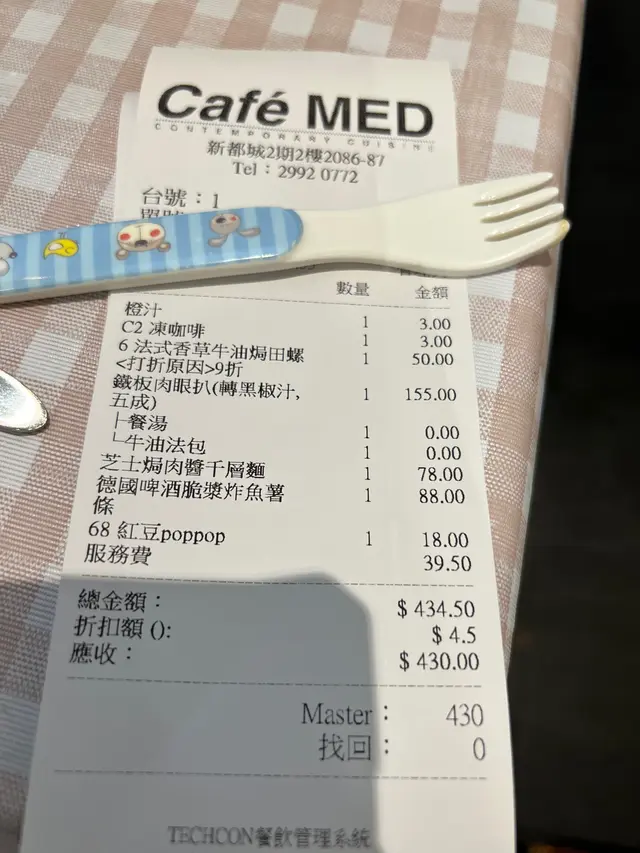 Café MED
CONTEMPORARY CUISINE
新都城2期2樓2086-87
Tel：2992 0772
台號：1
數量 金額
橙汁 1 3.00
C2 凍咖啡 1 3.00
6 法式香草牛油焗田螺 1 50.00
<打折原因>9折
鐵板肉眼扒(轉黑椒汁, 1 155.00
五成)
├餐湯 1 0.00
└牛油法包 1 0.00
芝士焗肉醬千層麵 1 78.00
德國啤酒脆漿炸魚薯 1 88.00
條
68 紅豆poppop 1 18.00
服務費 39.50
總金額： $ 434.50
折扣額 (): $ 4.5
應收： $ 430.00
Master： 430
找回： 0
TECHCON餐飲管理系統